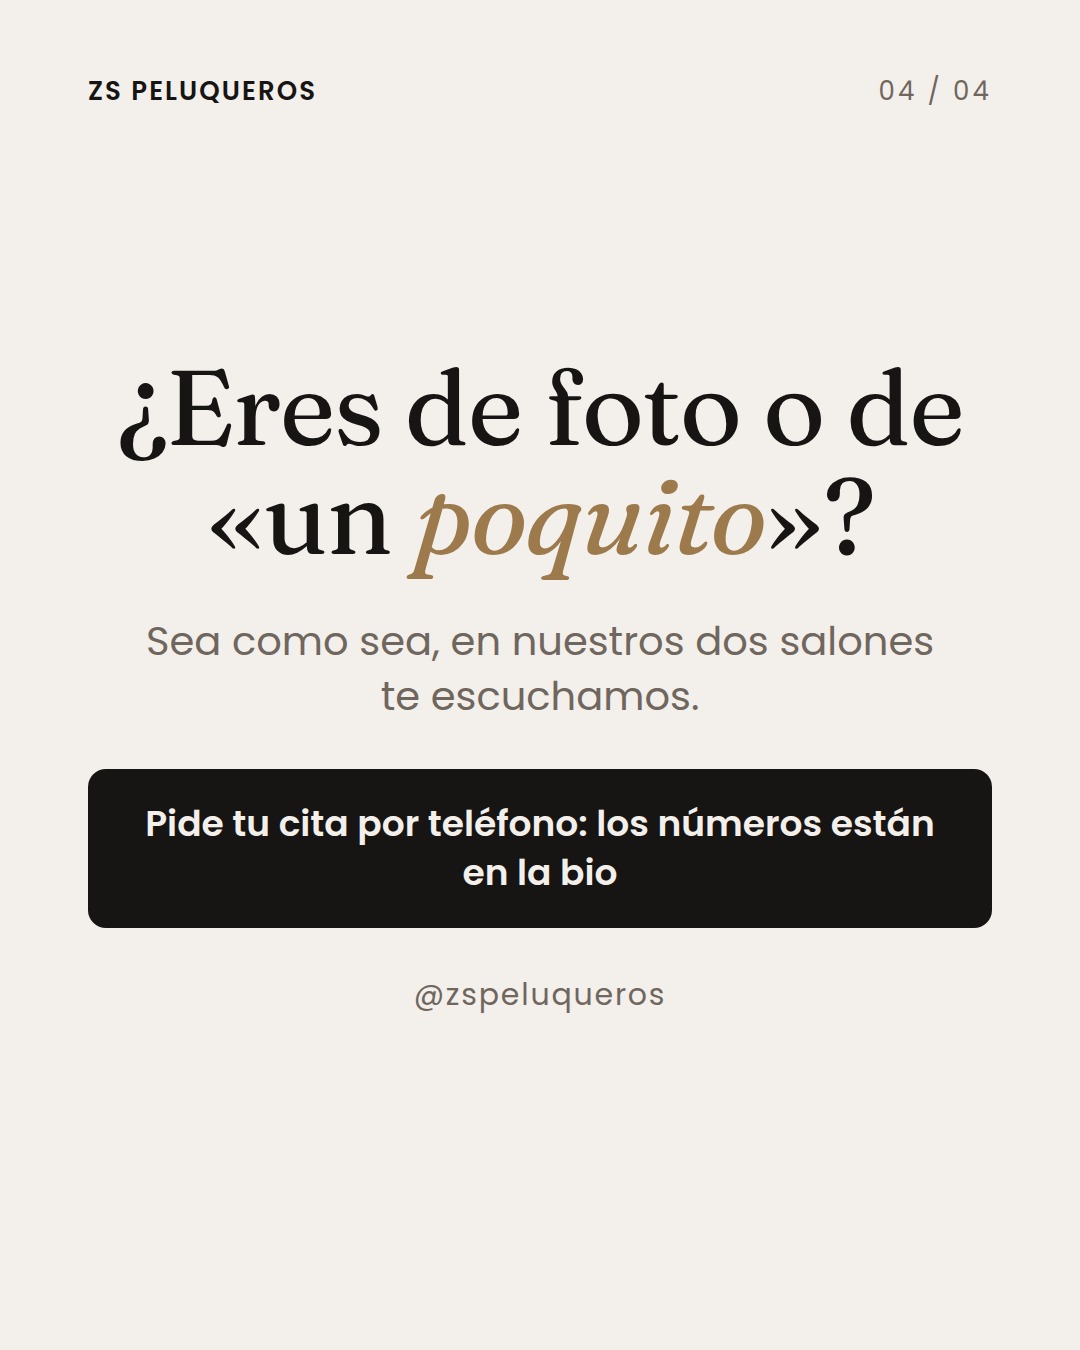 ZS PELUQUEROS
04 / 04
¿Eres de foto o de
«un poquito»?
Sea como sea, en nuestros dos salones
te escuchamos.
Pide tu cita por teléfono: los números están
en la bio
@zspeluqueros